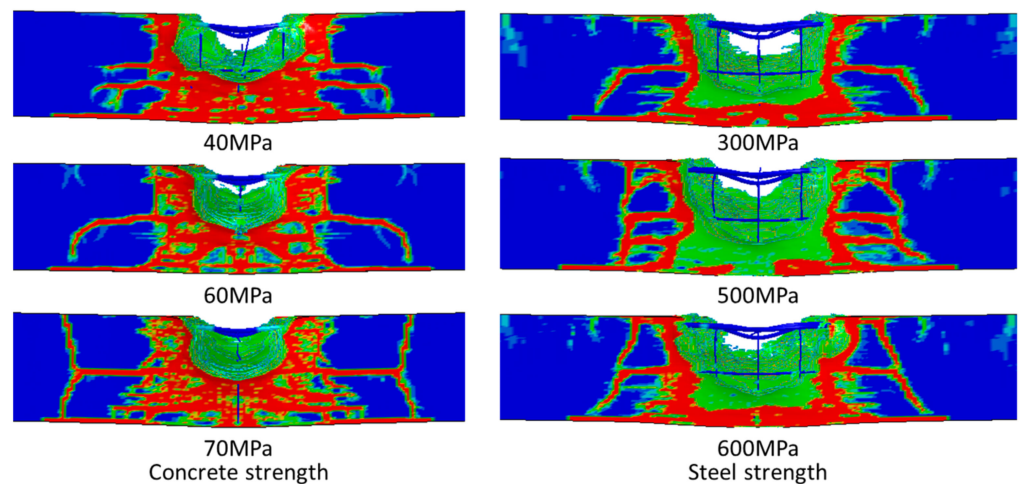 40MPa
300MPa
60MPa
500MPa
70MPa
600MPa
Concrete strength
Steel strength